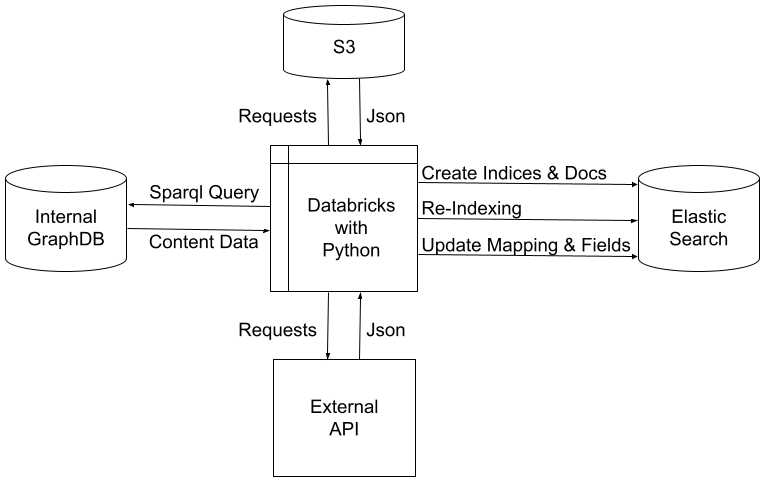 S3
Requests
Json
Create Indices & Docs
Sparql Query
Databricks
with
Python
Re-Indexing
Internal
GraphDB
Elastic
Search
Content Data
Update Mapping & Fields
Requests
Json
External
API